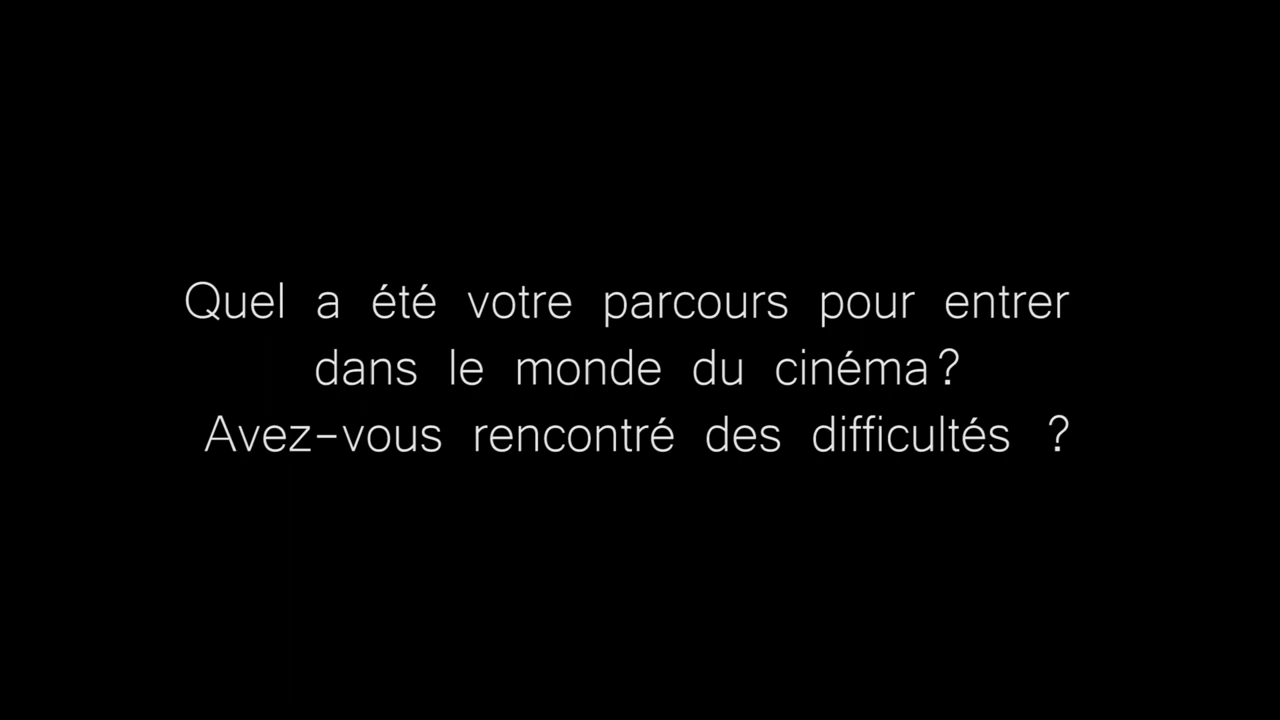 Quel a été votre parcours pour entrer
dans le monde du cinéma?
Avez-vous rencontré des difficultés ?